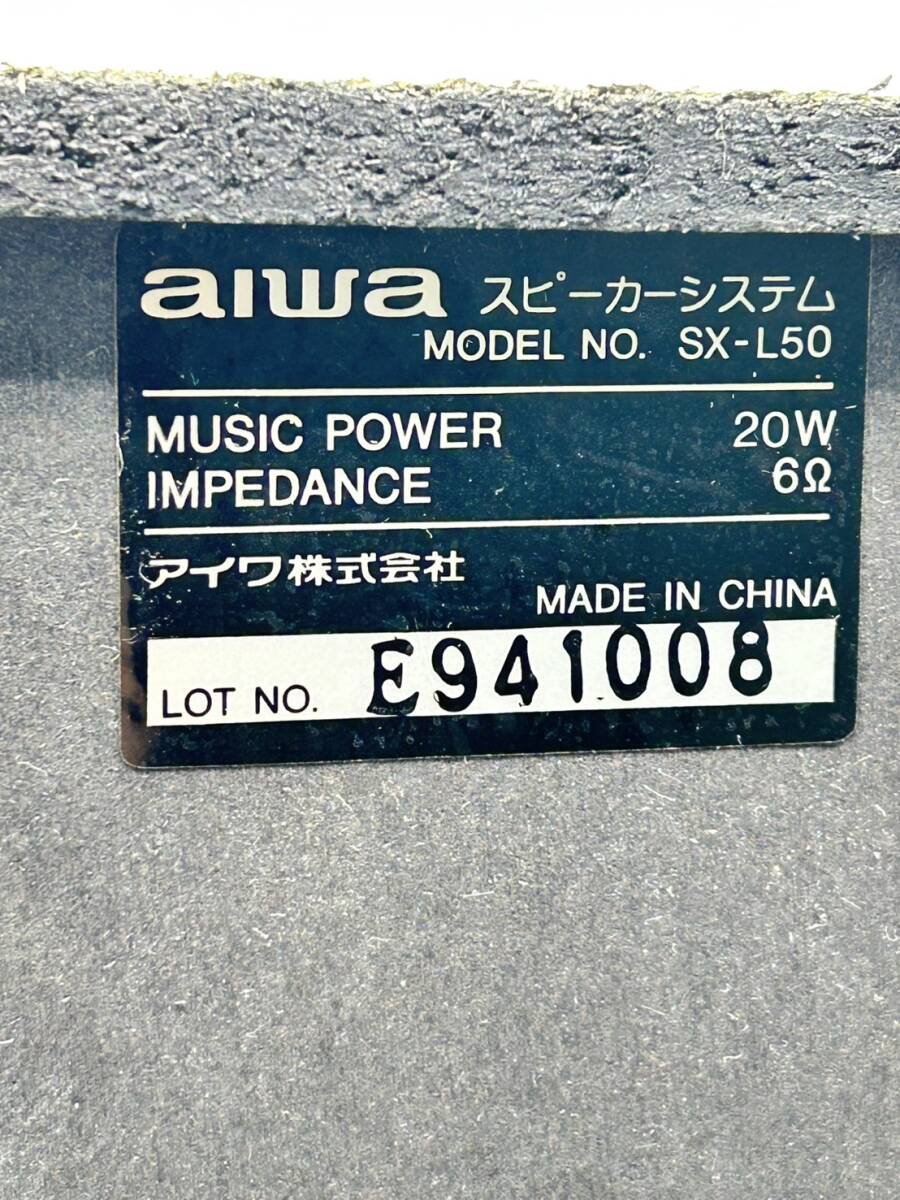 aiwa スピーカーシステム
MODEL NO. SX-L50
MUSIC POWER 20W
IMPEDANCE 6Ω
アイワ株式会社
MADE IN CHINA
LOT NO. E941008